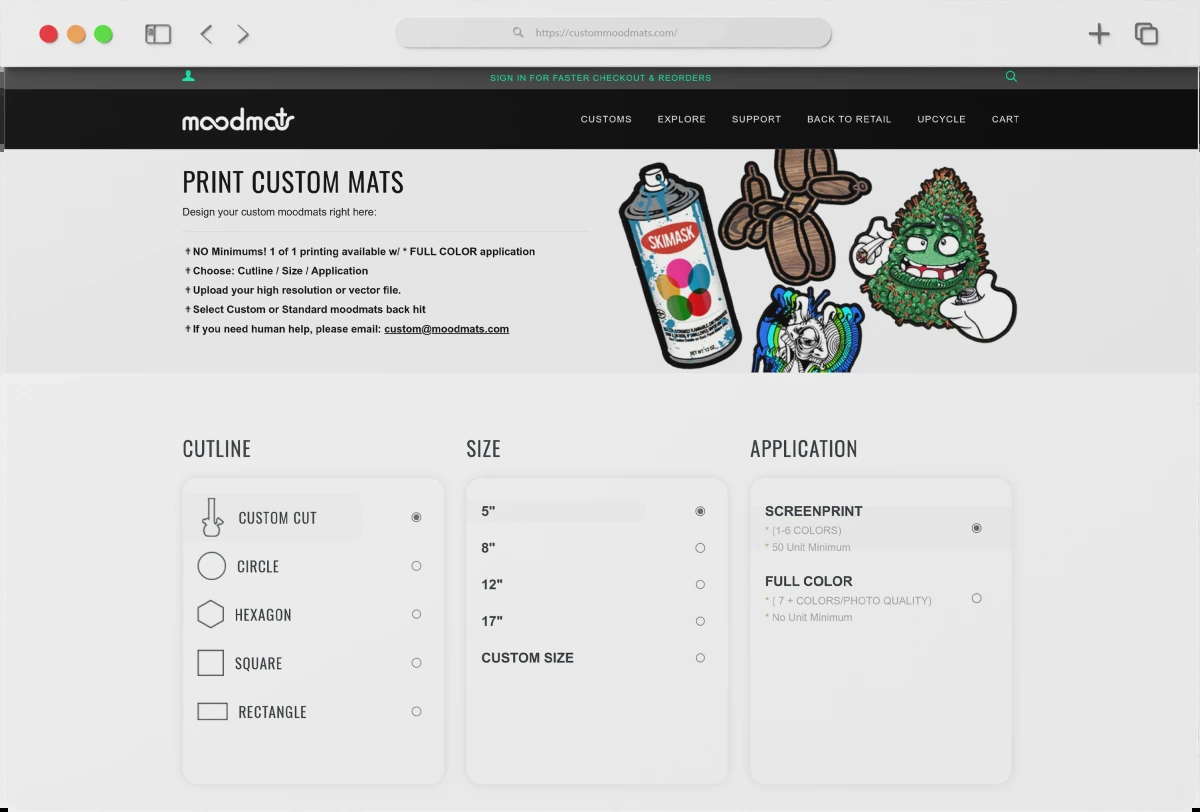 https://custommoodmats.com/
SIGN IN FOR FASTER CHECKOUT & REORDERS
moodmats
CUSTOMS
EXPLORE
SUPPORT
BACK TO RETAIL
UPCYCLE
CART
PRINT CUSTOM MATS
Design your custom moodmats right here:
✝NO Minimums! 1 of 1 printing available w/ * FULL COLOR application
✝Choose: Cutline / Size / Application
✝Upload your high resolution or vector file.
✝Select Custom or Standard moodmats back hit
✝If you need human help, please email: custom@moodmats.com
SKIMASK
CUTLINE
CUSTOM CUT
CIRCLE
HEXAGON
SQUARE
RECTANGLE
SIZE
5"
8"
12"
17"
CUSTOM SIZE
APPLICATION
SCREENPRINT
* (1-6 COLORS)
* 50 Unit Minimum
FULL COLOR
* ( 7 + COLORS/PHOTO QUALITY)
* No Unit Minimum